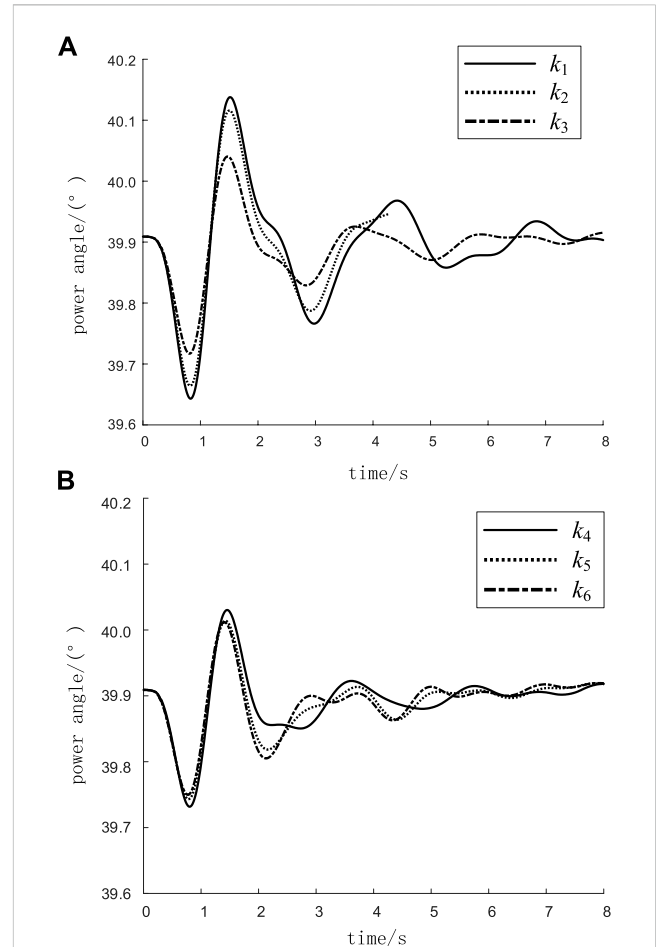 A
k1
k2
k3
40.2
40.1
40.0
39.9
39.8
39.7
39.6
power angle/(°)
0 1 2 3 4 5 6 7 8
time/s
B
k4
k5
k6
40.2
40.1
40.0
39.9
39.8
39.7
39.6
power angle/(°)
0 1 2 3 4 5 6 7 8
time/s